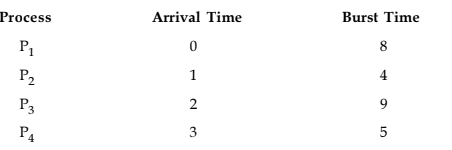 Process Arrival Time Burst Time
P1 0 8
P2 1 4
P3 2 9
P4 3 5